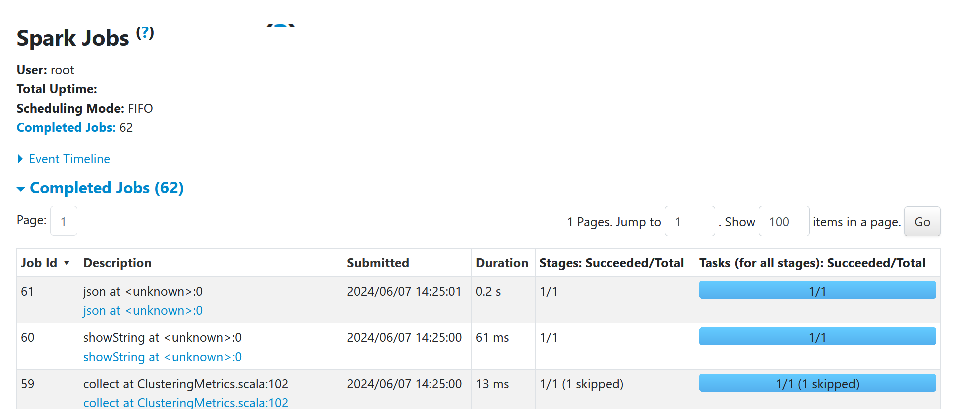 Spark Jobs (?)
User: root
Total Uptime:
Scheduling Mode: FIFO
Completed Jobs: 62
Event Timeline
Completed Jobs (62)
Page: 1 1 Pages. Jump to 1 . Show 100 items in a page. Go
Job Id ▾ Description Submitted Duration Stages: Succeeded/Total Tasks (for all stages): Succeeded/Total
61 json at <unknown>:0 2024/06/07 14:25:01 0.2 s 1/1 1/1
json at <unknown>:0
60 showString at <unknown>:0 2024/06/07 14:25:00 61 ms 1/1 1/1
showString at <unknown>:0
59 collect at ClusteringMetrics.scala:102 2024/06/07 14:25:00 13 ms 1/1 (1 skipped) 1/1 (1 skipped)
collect at ClusteringMetrics.scala:102